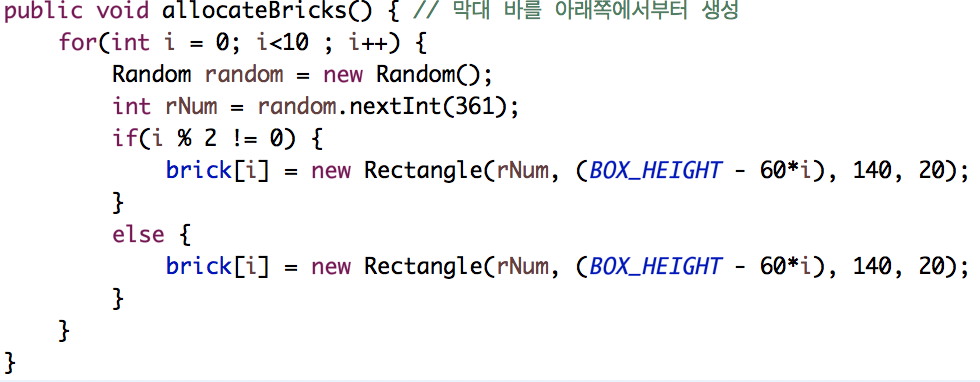 public void allocateBricks() { // 막대 바를 아래쪽에서부터 생성
for(int i = 0; i<10 ; i++) {
Random random = new Random();
int rNum = random.nextInt(361);
if(i % 2 != 0) {
brick[i] = new Rectangle(rNum, (BOX_HEIGHT - 60*i), 140, 20);
}
else {
brick[i] = new Rectangle(rNum, (BOX_HEIGHT - 60*i), 140, 20);
}
}
}